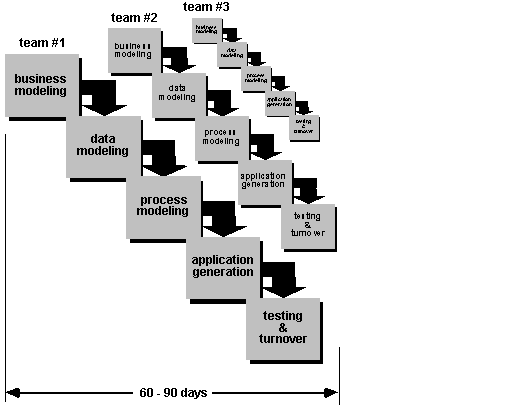 team #1
business
modeling
data
modeling
process
modeling
application
generation
testing
&
turnover
team #2
business
modeling
data
modeling
process
modeling
application
generation
testing
&
turnover
team #3
business
modeling
data
modeling
process
modeling
application
generation
testing
&
turnover
60 - 90 days